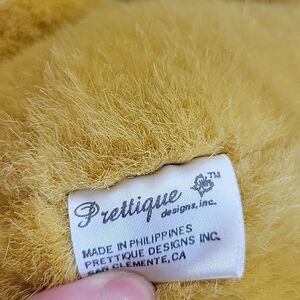 Prettique ™
designs, inc.
MADE IN PHILIPPINES
PRETTIQUE DESIGNS INC.
SAN CLEMENTE, CA